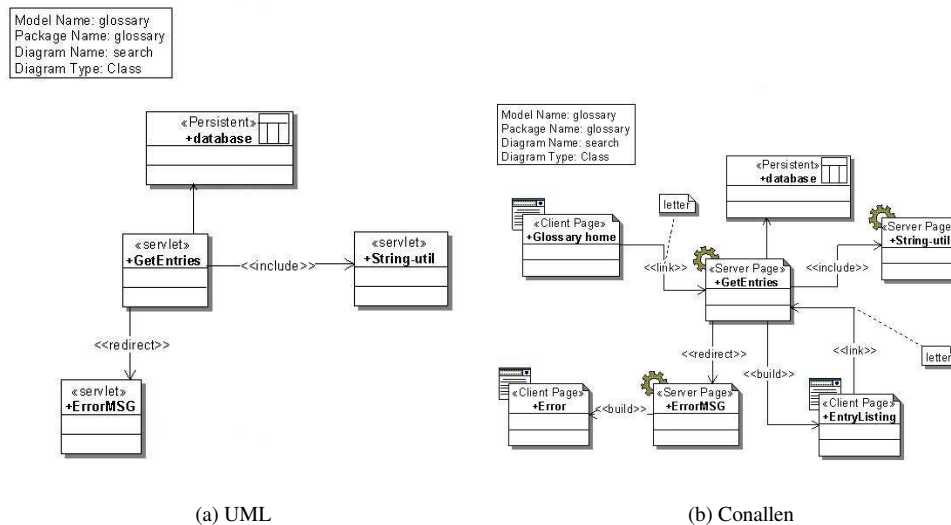 Model Name: glossary
Package Name: glossary
Diagram Name: search
Diagram Type: Class
«Persistent»
+database
«servlet»
+GetEntries
<<include>>
«servlet»
+String-util
<<redirect>>
«servlet»
+ErrorMSG
(a) UML
Model Name: glossary
Package Name: glossary
Diagram Name: search
Diagram Type: Class
«Persistent»
+database
letter
«Client Page»
+Glossary home
«Server Page»
+String-util
<<link>>
«Server Page»
+GetEntries
<<include>>
<<redirect>>
<<link>>
letter
<<build>>
«Client Page»
+Error
<<build>>
«Server Page»
+ErrorMSG
«Client Page»
+EntryListing
(b) Conallen